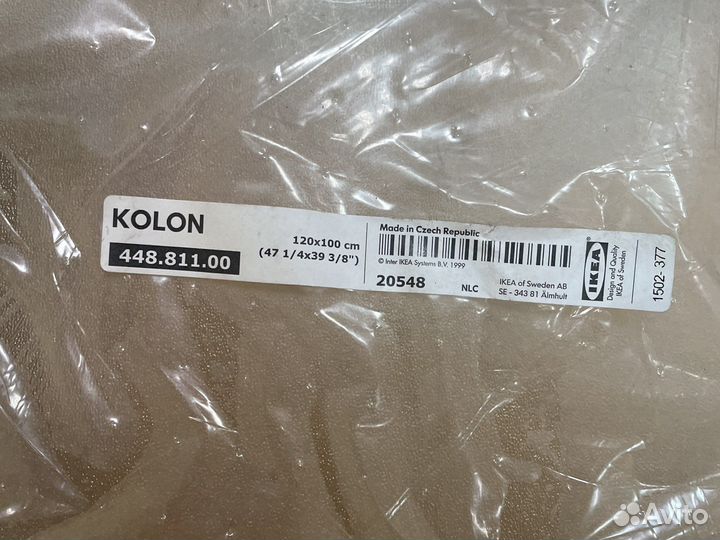 KOLON
448.811.00
120x100 cm
(47 1/4x39 3/8")
Made in Czech Republic
© Inter IKEA Systems B.V. 1999
20548
NLC
IKEA of Sweden AB
SE - 343 81 Älmhult
IKEA
Design and Quality
IKEA of Sweden
1502-377
Avito